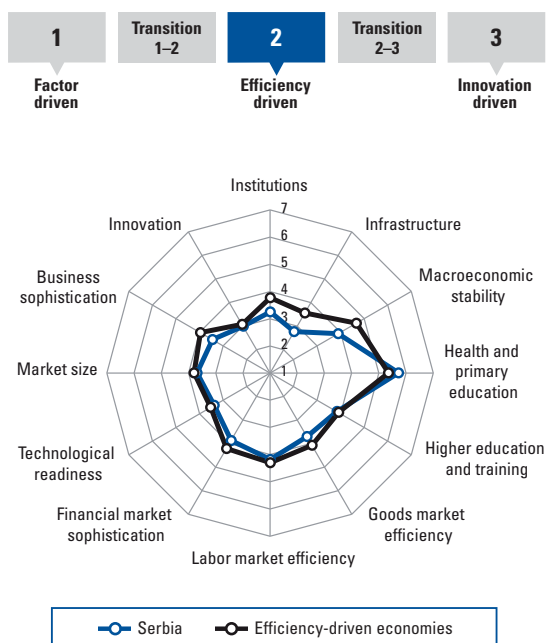 1
Transition
1–2
2
Transition
2–3
3
Factor
driven
Efficiency
driven
Innovation
driven
Institutions
7
6
5
4
3
2
1
Innovation
Infrastructure
Business
sophistication
Macroeconomic
stability
Market size
Health and
primary
education
Technological
readiness
Higher education
and training
Financial market
sophistication
Goods market
efficiency
Labor market efficiency
Serbia
Efficiency-driven economies